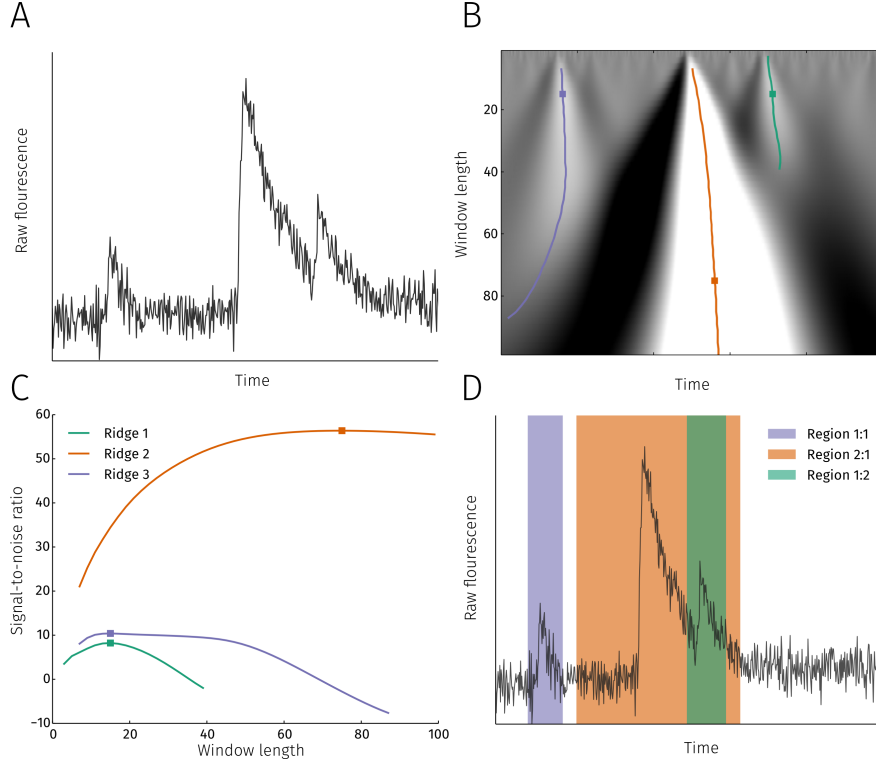 A
Raw flourescence
Time
B
Window length
20
40
60
80
Time
C
Signal-to-noise ratio
60
50
40
30
20
10
0
−10
Ridge 1
Ridge 2
Ridge 3
0 20 40 60 80 100
Window length
D
Raw flourescence
Region 1:1
Region 2:1
Region 1:2
Time